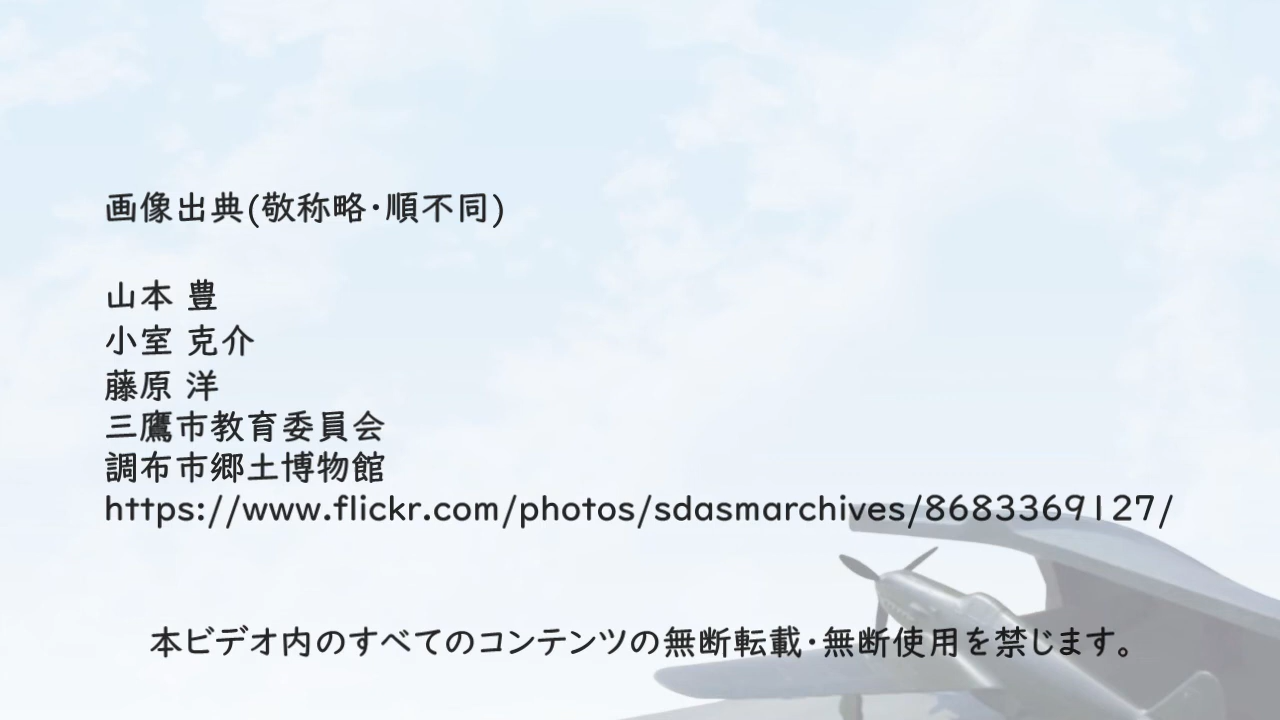 画像出典(敬称略･順不同)
山本 豊
小室 克介
藤原 洋
三鷹市教育委員会
調布市郷土博物館
https://www.flickr.com/photos/sdasmarchives/8683369127/
本ビデオ内のすべてのコンテンツの無断転載･無断使用を禁じます。